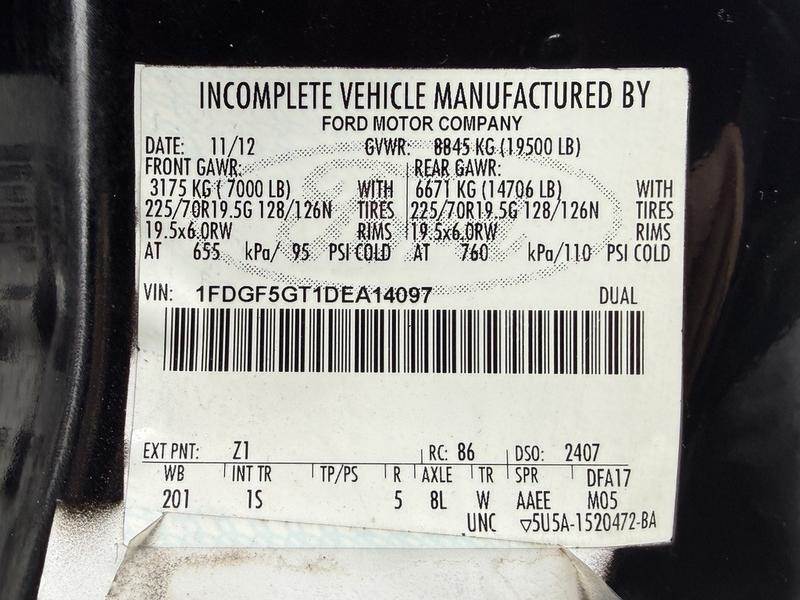 INCOMPLETE VEHICLE MANUFACTURED BY
FORD MOTOR COMPANY
DATE: 11/12 GVWR: 8845 KG (19500 LB)
FRONT GAWR: REAR GAWR:
3175 KG ( 7000 LB) WITH 6671 KG (14706 LB) WITH
225/70R19.5G 128/126N TIRES 225/70R19.5G 128/126N TIRES
19.5x6.0RW RIMS 19.5x6.0RW RIMS
AT 655 kPa/ 95 PSI COLD AT 760 kPa/110 PSI COLD
VIN: 1FDGF5GT1DEA14097 DUAL
EXT PNT: Z1 RC: 86 DSO: 2407
WB INT TR TP/PS R AXLE TR SPR DFA17
201 1S 5 8L W AAEE M05
UNC ▽5U5A-1520472-BA